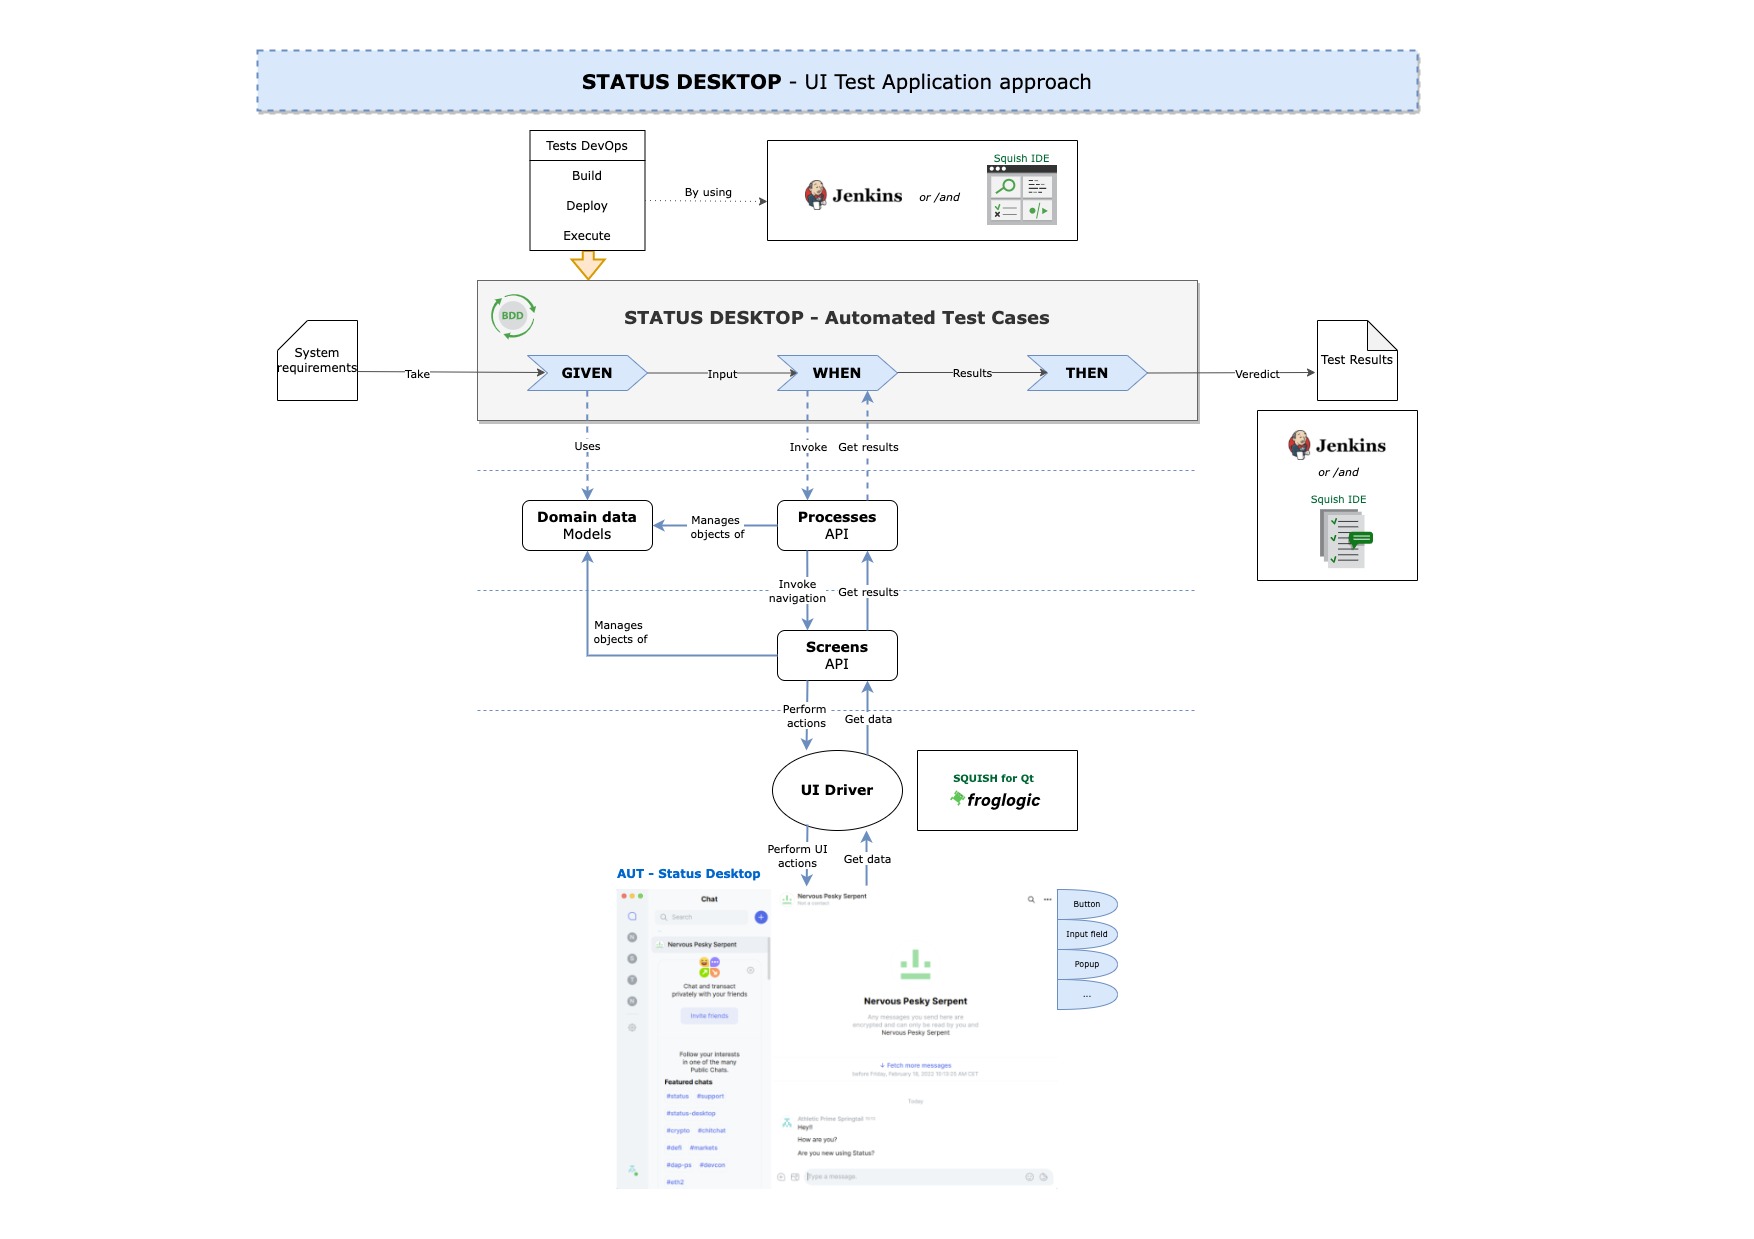 STATUS DESKTOP - UI Test Application approach
Tests DevOps
Build
Deploy
Execute
By using
Jenkins
or /and
Squish IDE
BDD
STATUS DESKTOP - Automated Test Cases
System
requirements
Take
GIVEN
Input
WHEN
Results
THEN
Veredict
Test Results
Jenkins
or /and
Squish IDE
Uses
Invoke
Get results
Domain data
Models
Manages
objects of
Processes
API
Invoke
navigation
Get results
Manages
objects of
Screens
API
Perform
actions
Get data
UI Driver
SQUISH for Qt
froglogic
Perform UI
actions
Get data
AUT - Status Desktop
Chat
Search
Nervous Pesky Serpent
Chat and transact
privately with your friends
Invite friends
Follow your interests
in one of the many
Public Chats.
Featured chats
#status #support
#status-desktop
#crypto #chitchat
#defi #markets
#dap-ps #devcon
#eth2
Nervous Pesky Serpent
Not a contact
Nervous Pesky Serpent
Any messages you send here are
encrypted and can only be read by you and
Nervous Pesky Serpent
↓ Fetch more messages
before Friday, February 18, 2022
Today
Athletic Prime Springtail
Hey!!
How are you?
Are you new using Status?
Type a message.
Button
Input field
Popup
...